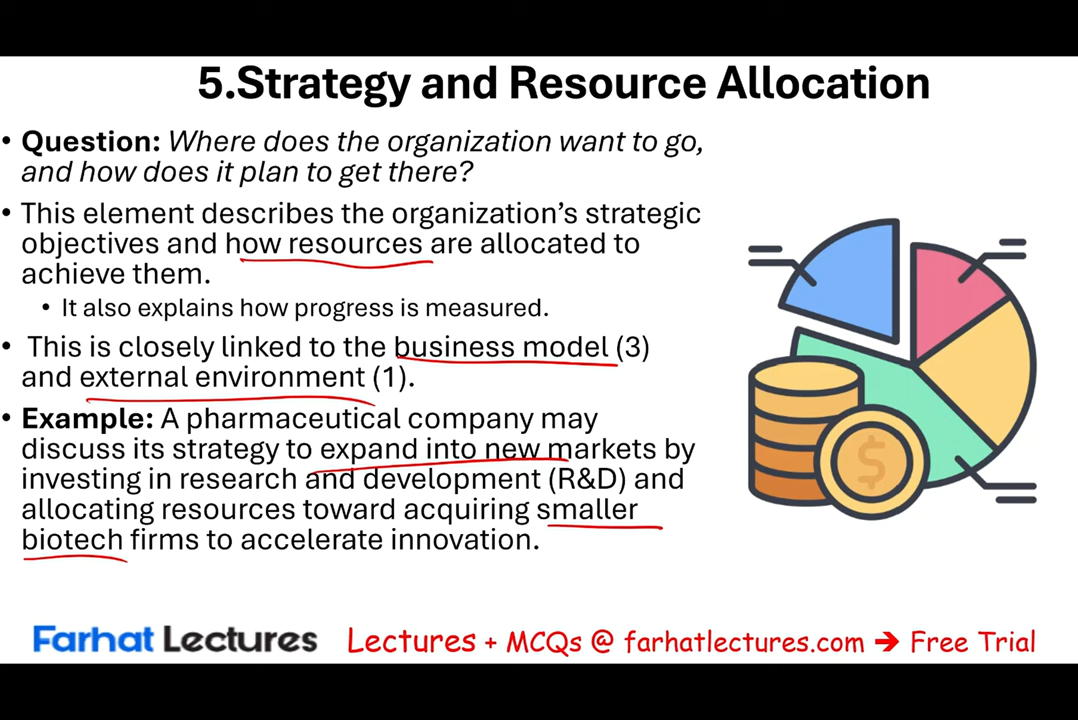 5.Strategy and Resource Allocation
• Question: Where does the organization want to go,
and how does it plan to get there?
• This element describes the organization’s strategic
objectives and how resources are allocated to
achieve them.
• It also explains how progress is measured.
• This is closely linked to the business model (3)
and external environment (1).
• Example: A pharmaceutical company may
discuss its strategy to expand into new markets by
investing in research and development (R&D) and
allocating resources toward acquiring smaller
biotech firms to accelerate innovation.
$
Farhat Lectures Lectures + MCQs @ farhatlectures.com → Free Trial